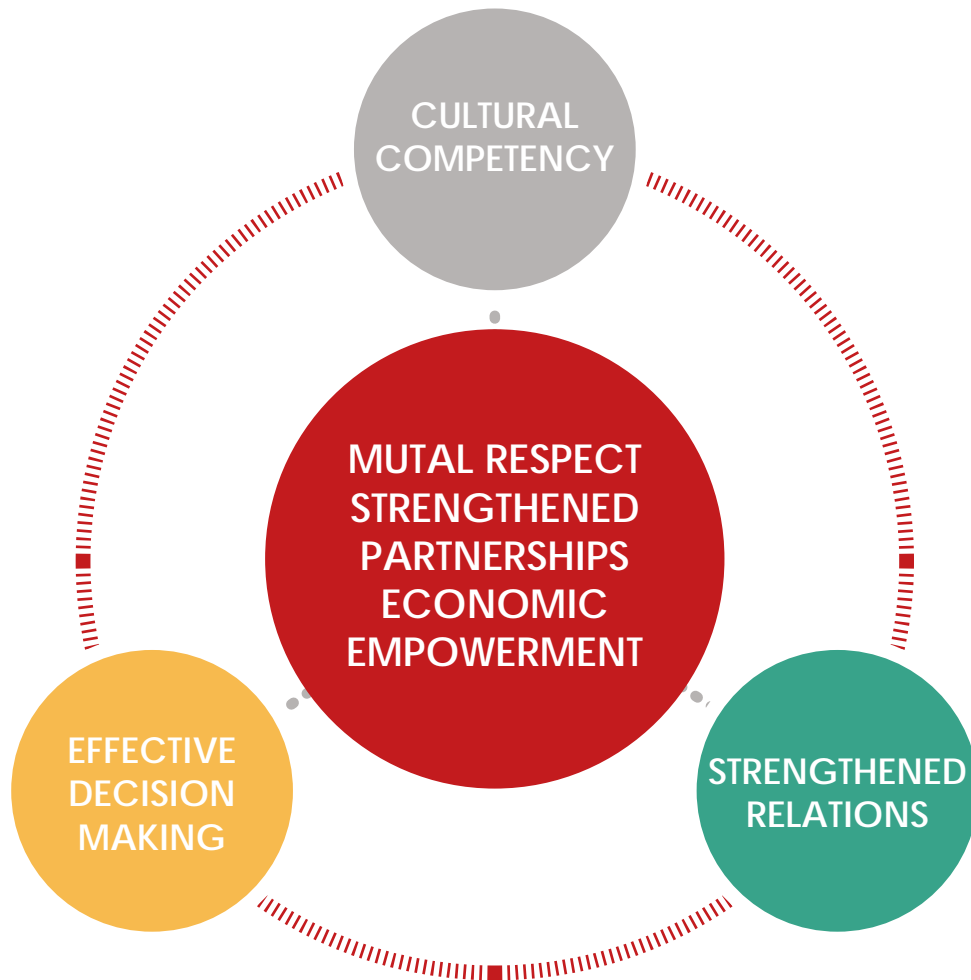 CULTURAL
COMPETENCY
MUTAL RESPECT
STRENGTHENED
PARTNERSHIPS
ECONOMIC
EMPOWERMENT
EFFECTIVE
DECISION
MAKING
STRENGTHENED
RELATIONS